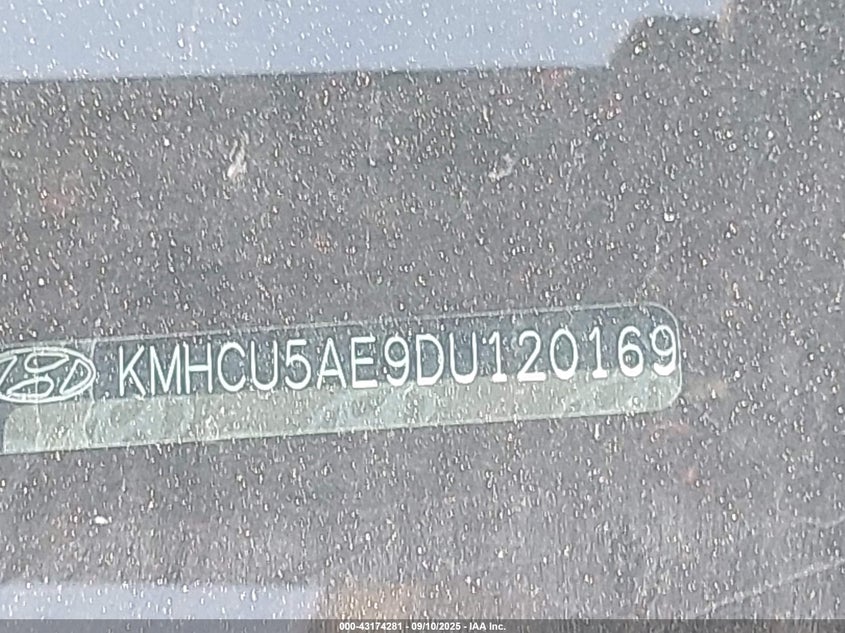 KMHCU5AE9DU120169
000-43174281 - 09/10/2025 - IAA Inc.